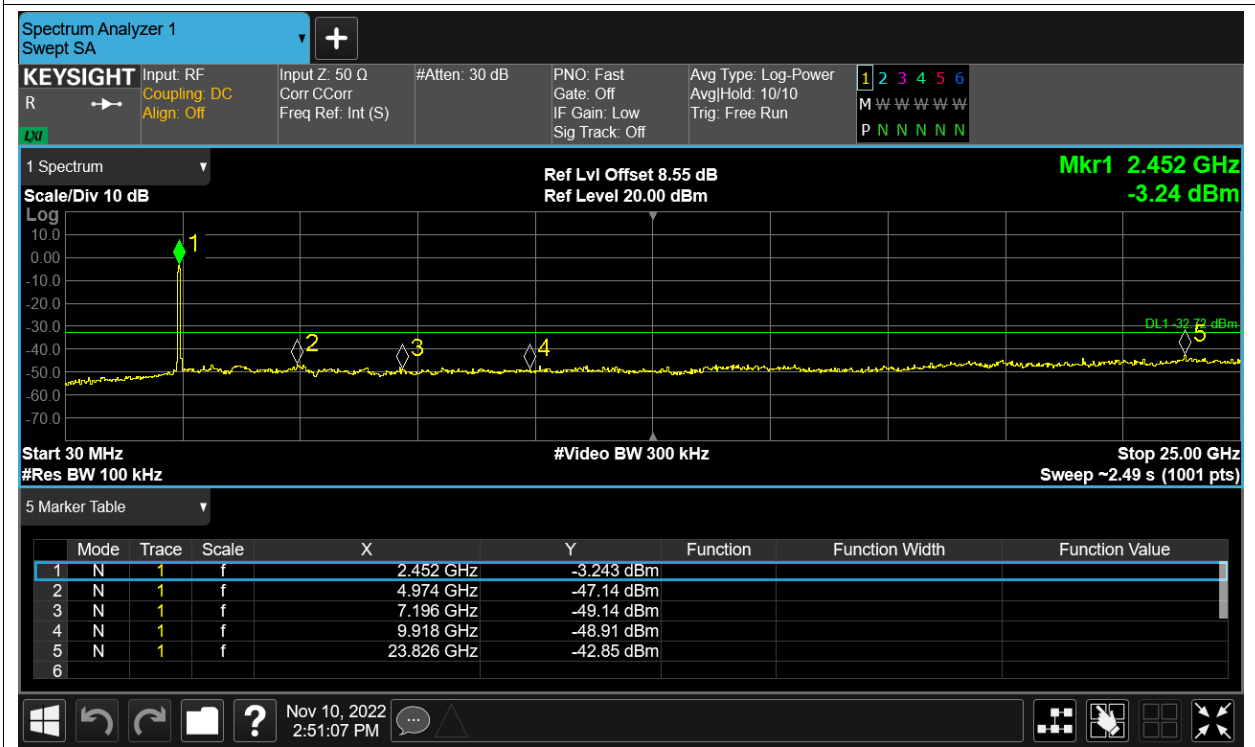 Spectrum Analyzer 1
Swept SA
KEYSIGHT
R
LXI
Input: RF
Coupling: DC
Align: Off
Input Z: 50 Ω
Corr CCorr
Freq Ref: Int (S)
#Atten: 30 dB
PNO: Fast
Gate: Off
IF Gain: Low
Sig Track: Off
Avg Type: Log-Power
Avg|Hold: 10/10
Trig: Free Run
1 2 3 4 5 6
M W W W W W
P N N N N N
1 Spectrum
Scale/Div 10 dB
Ref Lvl Offset 8.55 dB
Ref Level 20.00 dBm
Mkr1 2.452 GHz
-3.24 dBm
Log
10.0
0.00
-10.0
-20.0
-30.0
-40.0
-50.0
-60.0
-70.0
1
2
3
4
5
DL1 -32.72 dBm
Start 30 MHz
#Res BW 100 kHz
#Video BW 300 kHz
Stop 25.00 GHz
Sweep ~2.49 s (1001 pts)
5 Marker Table
Mode Trace Scale X Y Function Function Width Function Value
1 N 1 f 2.452 GHz -3.243 dBm
2 N 1 f 4.974 GHz -47.14 dBm
3 N 1 f 7.196 GHz -49.14 dBm
4 N 1 f 9.918 GHz -48.91 dBm
5 N 1 f 23.826 GHz -42.85 dBm
6
?
Nov 10, 2022
2:51:07 PM